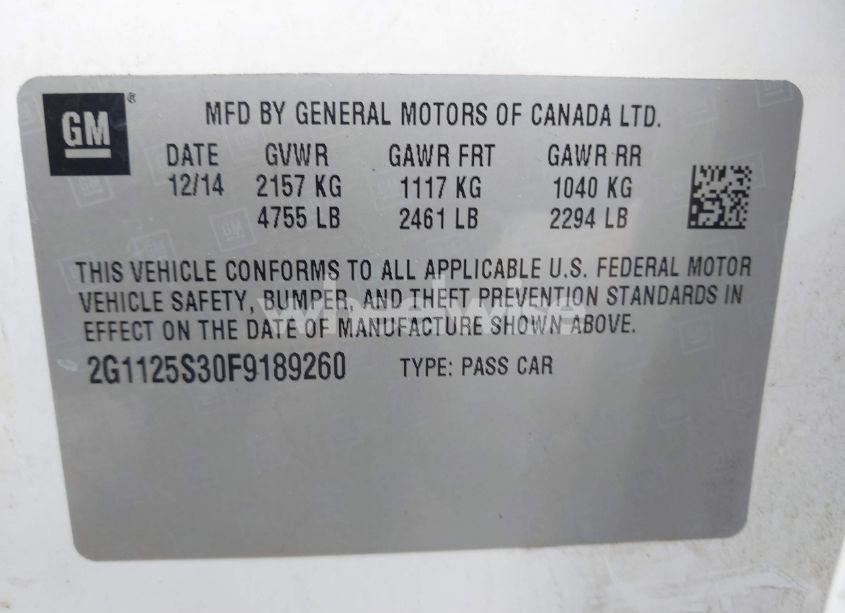 GM®
MFD BY GENERAL MOTORS OF CANADA LTD.
DATE GVWR GAWR FRT GAWR RR
12/14 2157 KG 1117 KG 1040 KG
4755 LB 2461 LB 2294 LB
THIS VEHICLE CONFORMS TO ALL APPLICABLE U.S. FEDERAL MOTOR
VEHICLE SAFETY, BUMPER, AND THEFT PREVENTION STANDARDS IN
EFFECT ON THE DATE OF MANUFACTURE SHOWN ABOVE.
2G1125S30F9189260 TYPE: PASS CAR